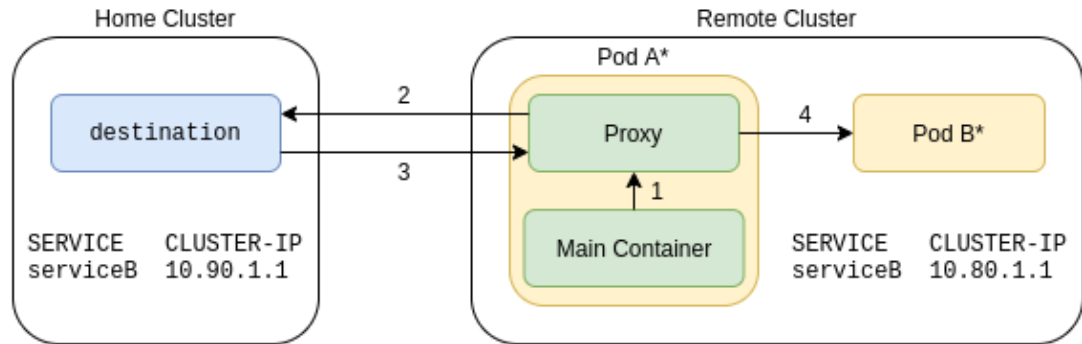 Home Cluster
Remote Cluster
Pod A*
2
destination
Proxy
4
Pod B*
3
1
Main Container
SERVICE CLUSTER-IP
serviceB 10.90.1.1
SERVICE CLUSTER-IP
serviceB 10.80.1.1